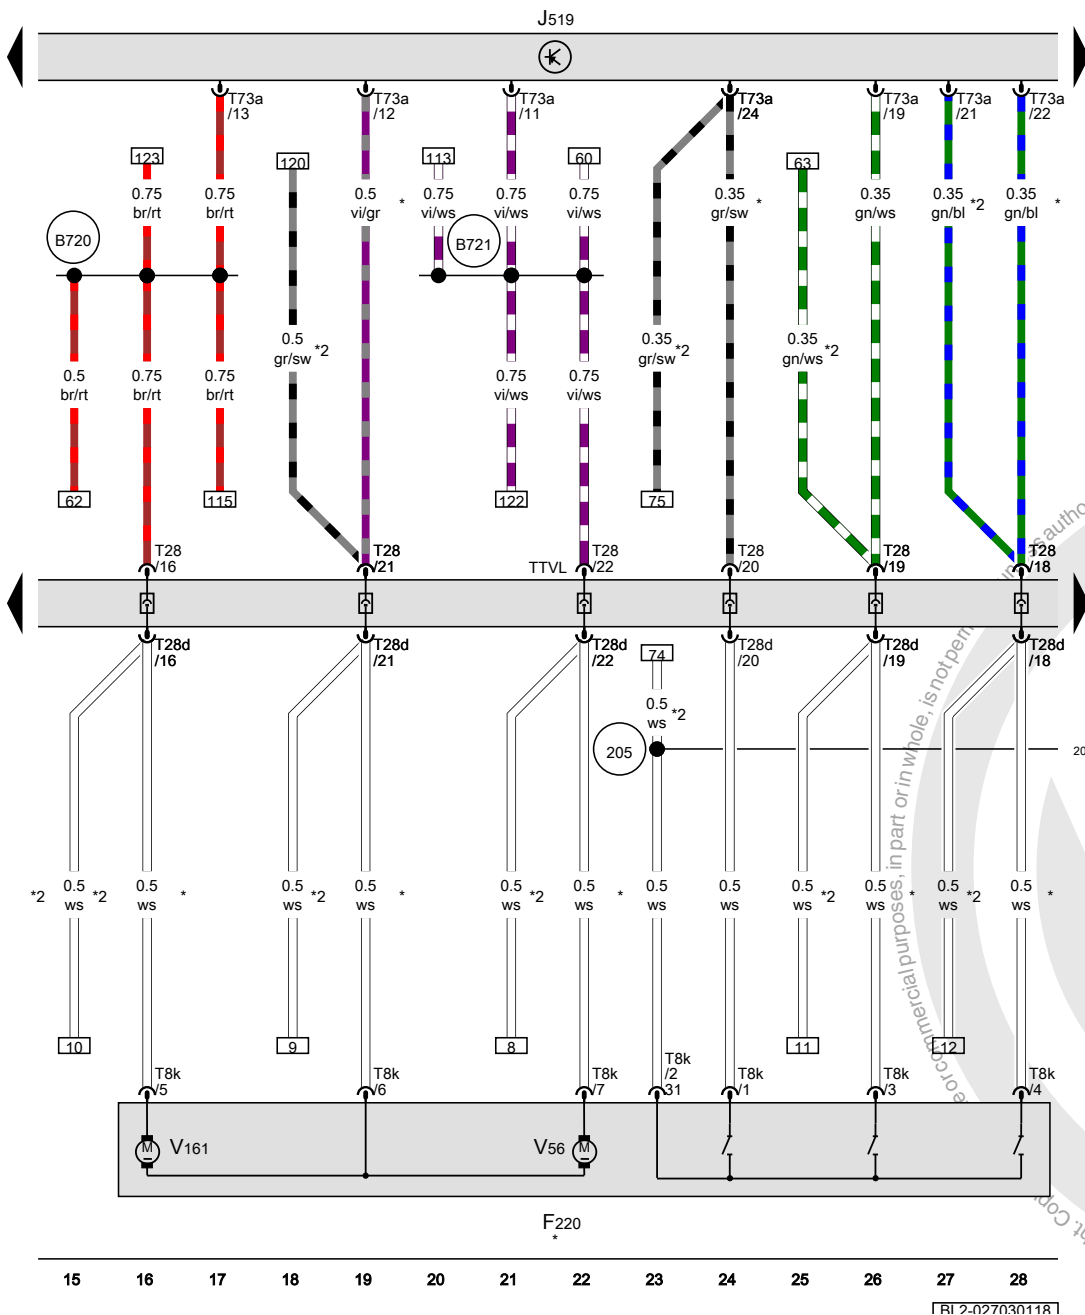 J519
T73a
/13
T73a
/12
T73a
/11
T73a
/24
T73a
/19
T73a
/21
T73a
/22
123
120
113
60
63
0.75
br/rt
0.75
br/rt
0.5
vi/gr
*
0.75
vi/ws
0.75
vi/ws
0.75
vi/ws
0.35
gr/sw
*
0.35
gn/ws
0.35
gn/bl
*2
0.35
gn/bl
*
B720
B721
0.5
br/rt
0.75
br/rt
0.75
br/rt
0.5
gr/sw
*2
0.75
vi/ws
0.75
vi/ws
0.35
gr/sw
*2
0.35
gn/ws
*2
62
115
122
75
T28
/16
T28
/21
TTVL
T28
/22
T28
/20
T28
/19
T28
/18
T28d
/16
T28d
/21
T28d
/22
T28d
/20
T28d
/19
T28d
/18
74
0.5
ws
*2
205
20
*2
0.5
ws
*2
0.5
ws
*
0.5
ws
*2
0.5
ws
*
0.5
ws
*2
0.5
ws
*
0.5
ws
0.5
ws
0.5
ws
*2
0.5
ws
*
0.5
ws
*2
0.5
ws
*
10
9
8
11
12
T8k
/5
T8k
/6
T8k
/7
T8k
/2
31
T8k
/1
T8k
/3
T8k
/4
M
V161
V56
M
F220
*
15 16 17 18 19 20 21 22 23 24 25 26 27 28
BL2-027030118